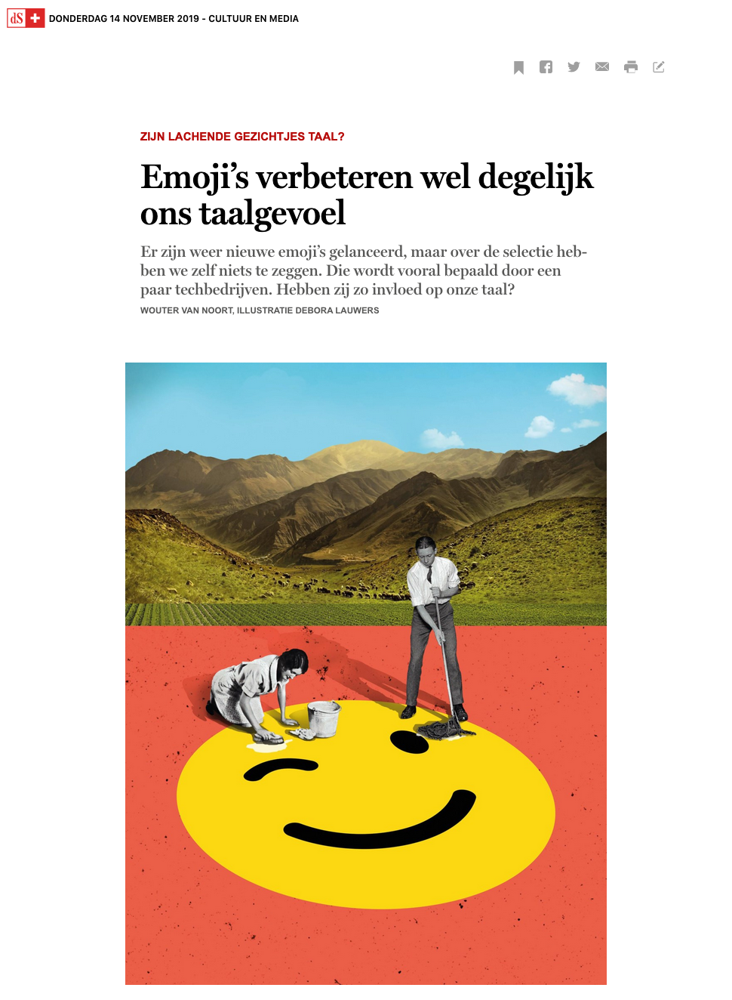 dS+ DONDERDAG 14 NOVEMBER 2019 - CULTUUR EN MEDIA
ZIJN LACHENDE GEZICHTJES TAAL?
Emoji’s verbeteren wel degelijk
ons taalgevoel
Er zijn weer nieuwe emoji’s gelanceerd, maar over de selectie heb-
ben we zelf niets te zeggen. Die wordt vooral bepaald door een
paar techbedrijven. Hebben zij zo invloed op onze taal?
WOUTER VAN NOORT, ILLUSTRATIE DEBORA LAUWERS